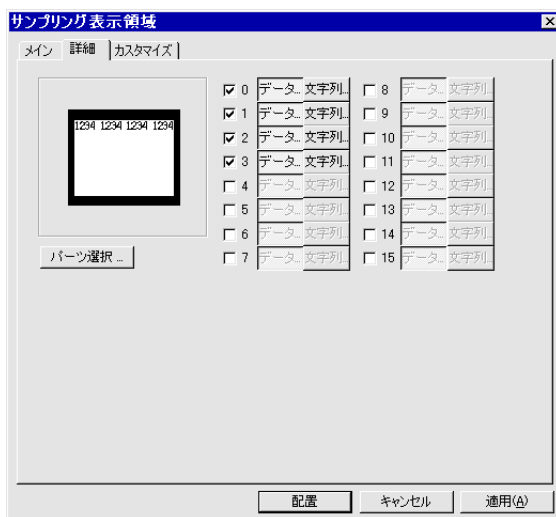 サンプリング表示領域
メイン 詳細 カスタマイズ
1234 1234 1234 1234
パーツ選択 ...
0 データ... 文字列... 8 データ... 文字列...
1 データ... 文字列... 9 データ... 文字列...
2 データ... 文字列... 10 データ... 文字列...
3 データ... 文字列... 11 データ... 文字列...
4 データ... 文字列... 12 データ... 文字列...
5 データ... 文字列... 13 データ... 文字列...
6 データ... 文字列... 14 データ... 文字列...
7 データ... 文字列... 15 データ... 文字列...
配置 キャンセル 適用(A)